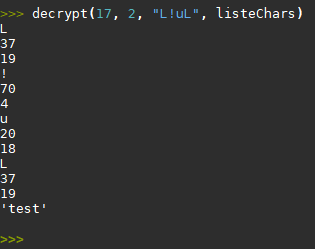 >>> decrypt(17, 2, "L!uL", listeChars)
L
37
19
!
70
4
u
20
18
L
37
19
'test'
>>>